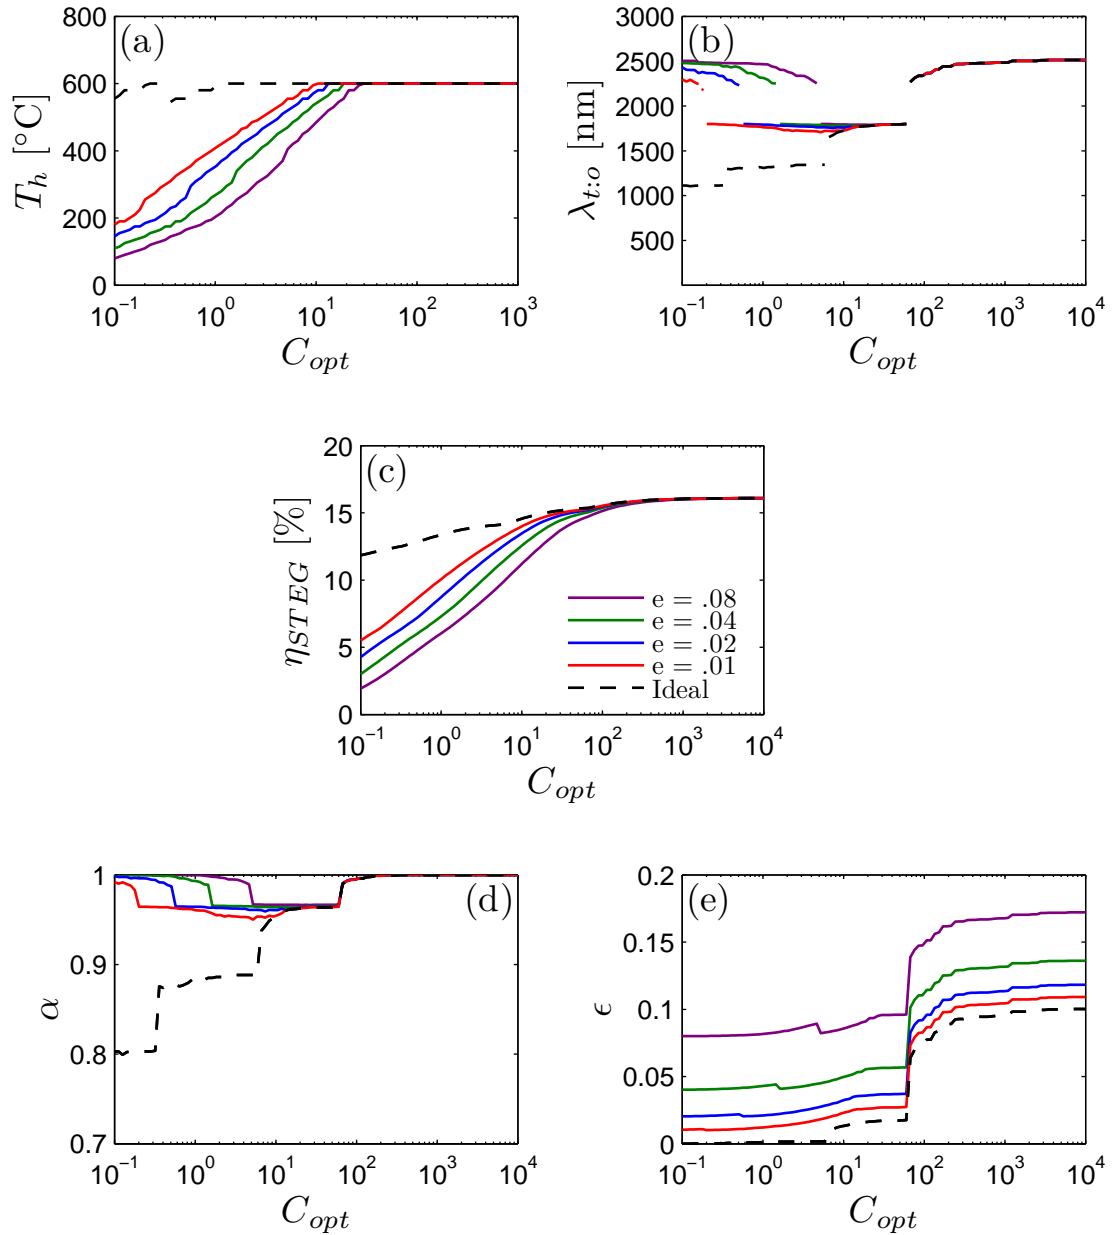 (a)
T_h [°C]
800
600
400
200
0
10^-1 10^0 10^1 10^2 10^3
C_opt
(b)
λ_t:o [nm]
3000
2500
2000
1500
1000
500
10^-1 10^0 10^1 10^2 10^3 10^4
C_opt
(c)
η_STEG [%]
20
15
10
5
0
e = .08
e = .04
e = .02
e = .01
Ideal
10^-1 10^0 10^1 10^2 10^3 10^4
C_opt
(d)
α
1
0.9
0.8
0.7
10^-1 10^0 10^1 10^2 10^3 10^4
C_opt
(e)
ϵ
0.2
0.15
0.1
0.05
0
10^-1 10^0 10^1 10^2 10^3 10^4
C_opt